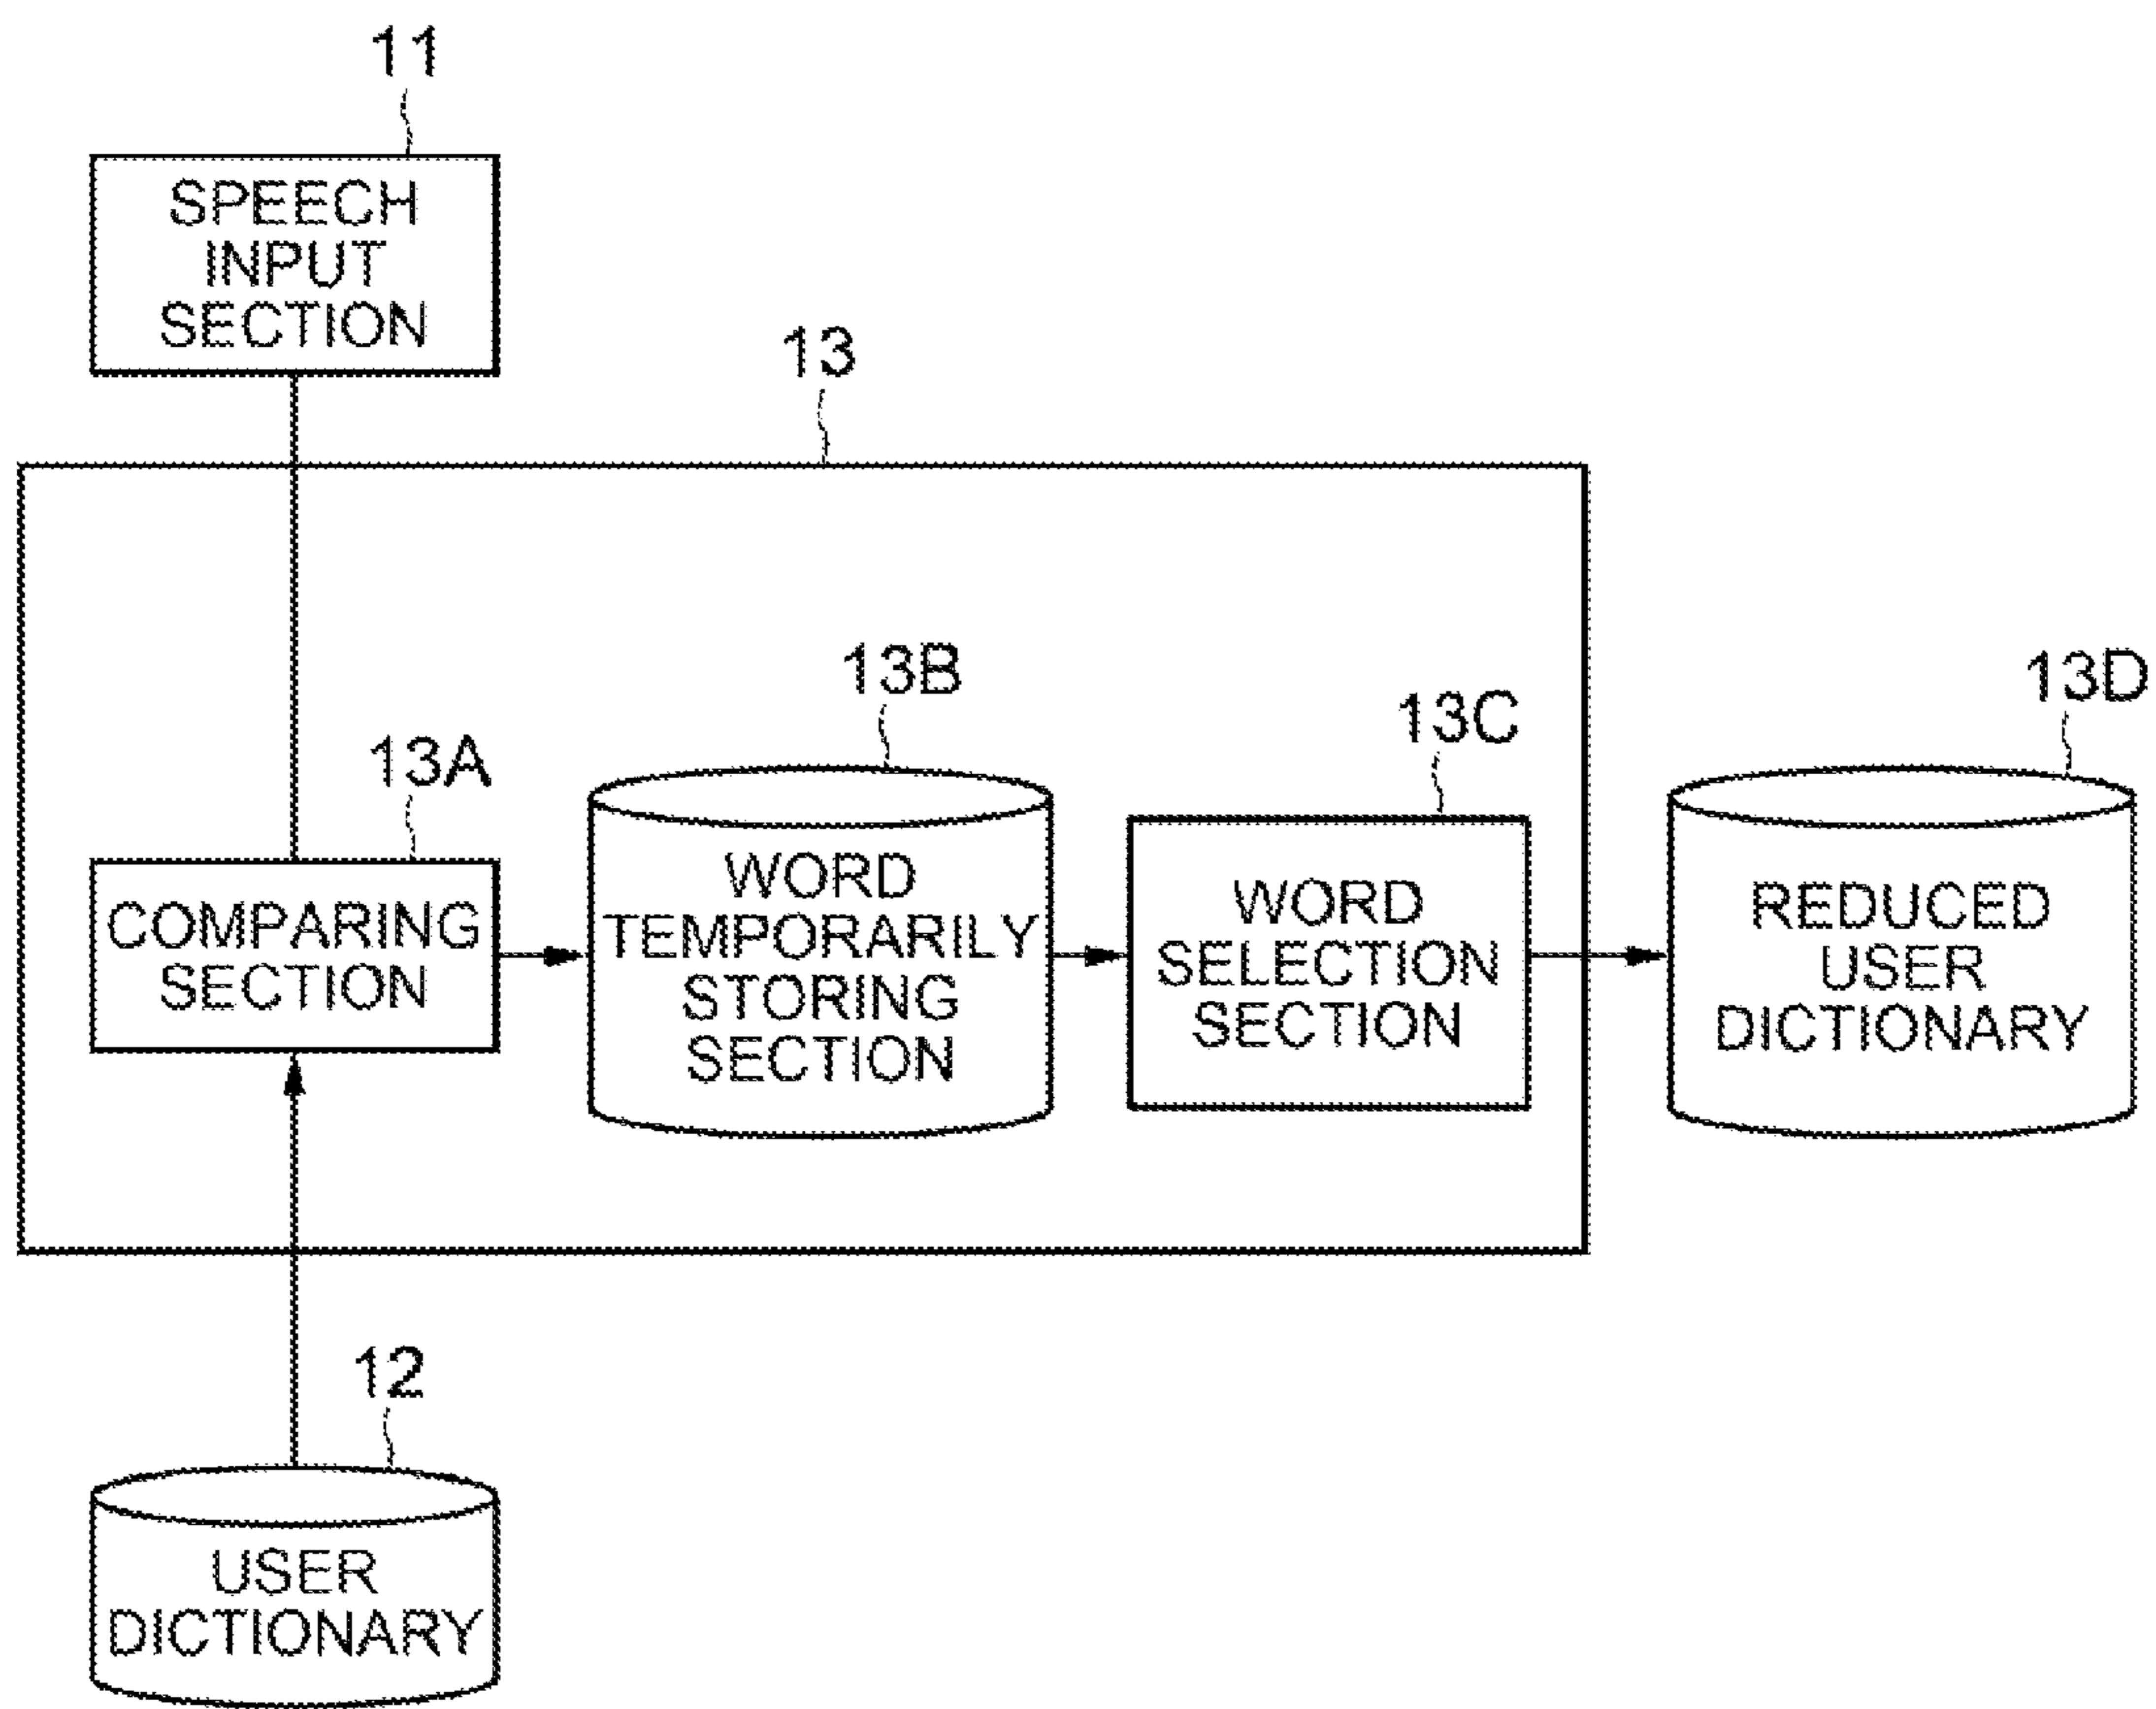 11
SPEECH
INPUT
SECTION
13
13A
COMPARING
SECTION
13B
WORD
TEMPORARILY
STORING
SECTION
13C
WORD
SELECTION
SECTION
13D
REDUCED
USER
DICTIONARY
12
USER
DICTIONARY